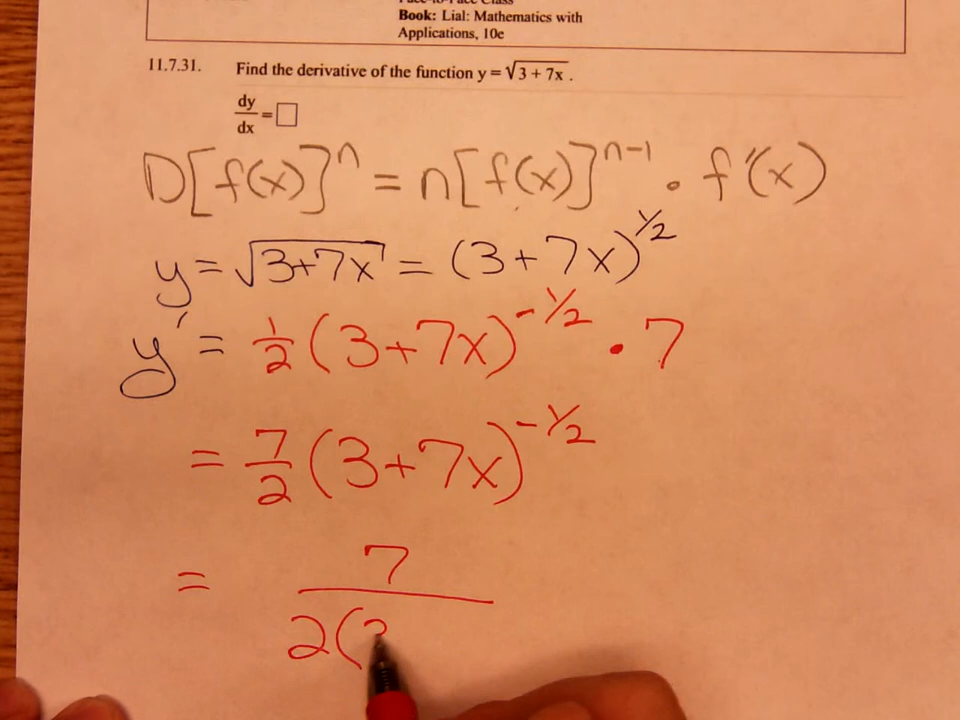 Book: Lial: Mathematics with
Applications, 10e
11.7.31. Find the derivative of the function y = √3 + 7x .
dy/dx = □
D[f(x)]ⁿ = n[f(x)]ⁿ⁻¹ • f'(x)
y = √3+7x = (3+7x)^1/2
y' = 1/2(3+7x)^-1/2 • 7
= 7/2(3+7x)^-1/2
= 7/2(3